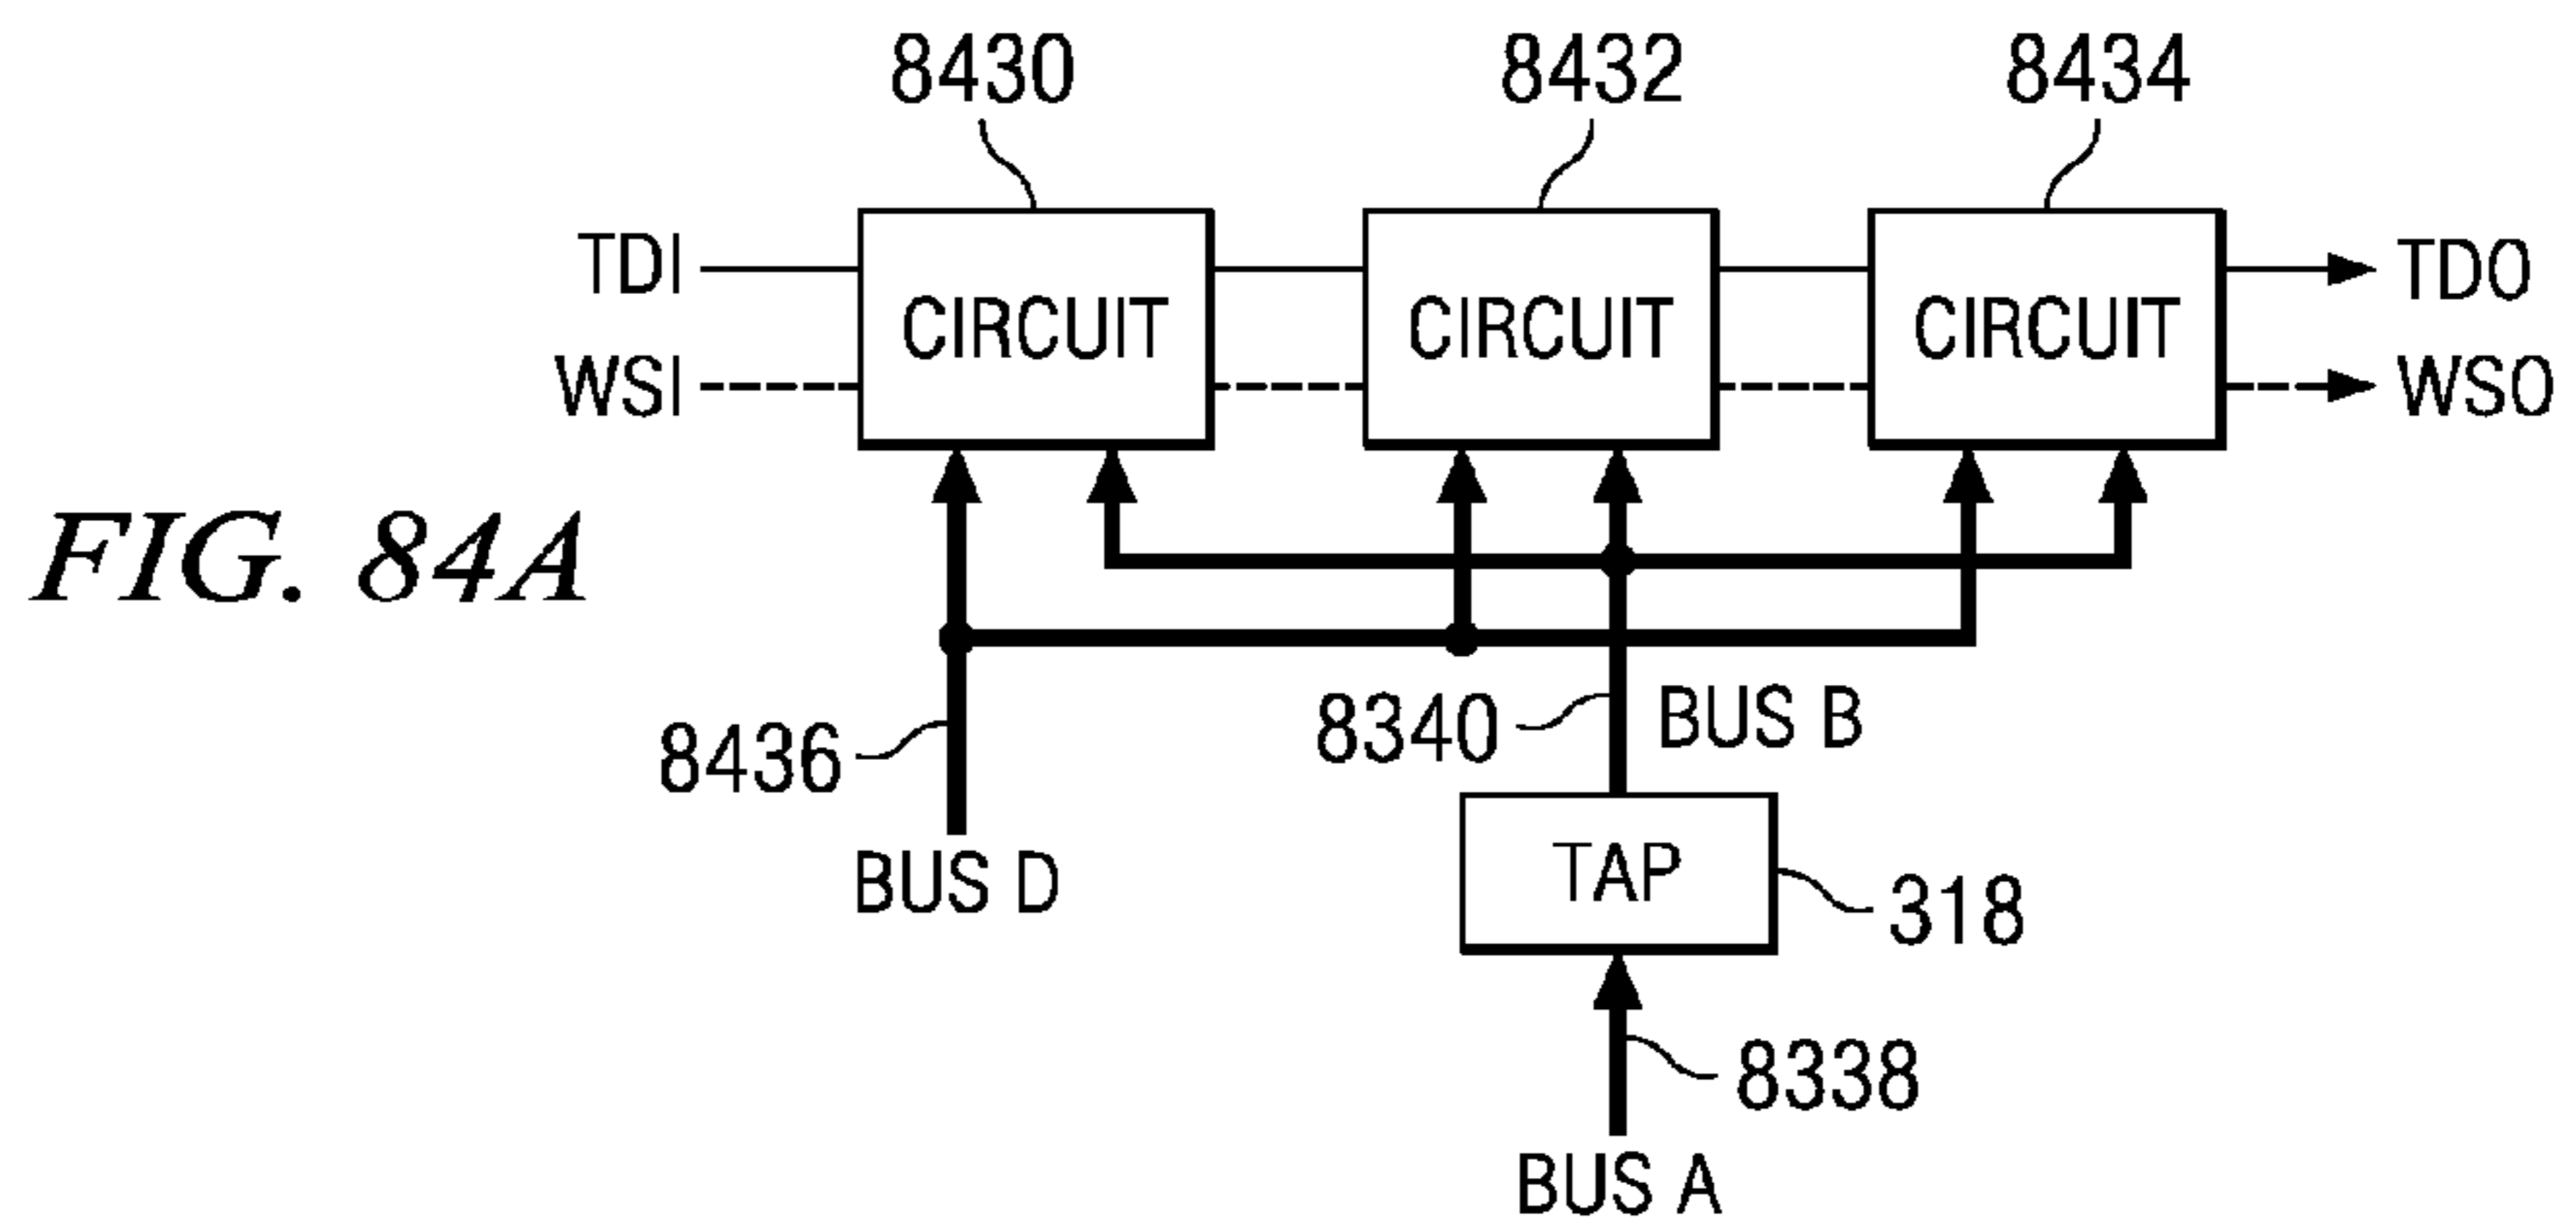 8430 8432 8434
TDI TDO
CIRCUIT CIRCUIT CIRCUIT
WSI WSO
FIG. 84A
8436 8340 BUS B
BUS D TAP 318
8338
BUS A